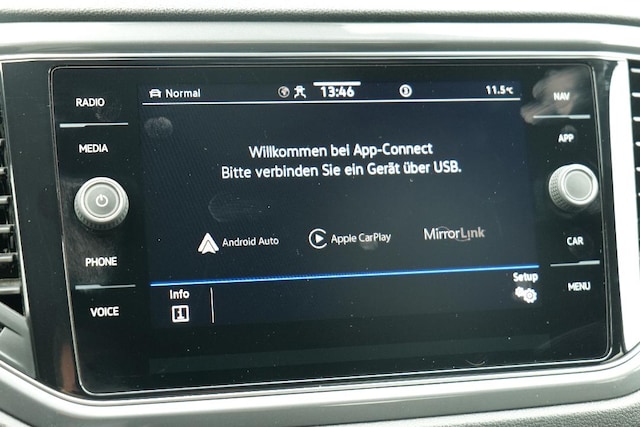 RADIO
MEDIA
PHONE
VOICE
Normal
13:46
11.5°C
Willkommen bei App-Connect
Bitte verbinden Sie ein Gerät über USB.
Android Auto
Apple CarPlay
MirrorLink
Info
Setup
NAV
APP
CAR
MENU